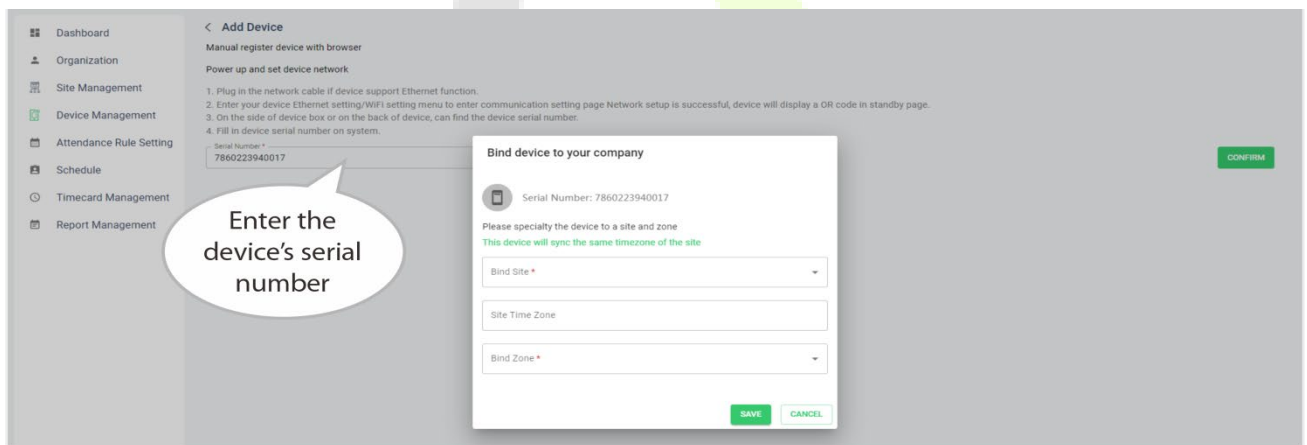 Dashboard
Organization
Site Management
Device Management
Attendance Rule Setting
Schedule
Timecard Management
Report Management
< Add Device
Manual register device with browser
Power up and set device network
1. Plug in the network cable if device support Ethernet function.
2. Enter your device Ethernet setting/WiFi setting menu to enter communication setting page Network setup is successful, device will display a OR code in standby page.
3. On the side of device box or on the back of device, can find the device serial number.
4. Fill in device serial number on system.
Serial Number *
7860223940017
CONFIRM
Enter the
device's serial
number
Bind device to your company
Serial Number: 7860223940017
Please specialty the device to a site and zone
This device will sync the same timezone of the site
Bind Site *
Site Time Zone
Bind Zone *
SAVE CANCEL